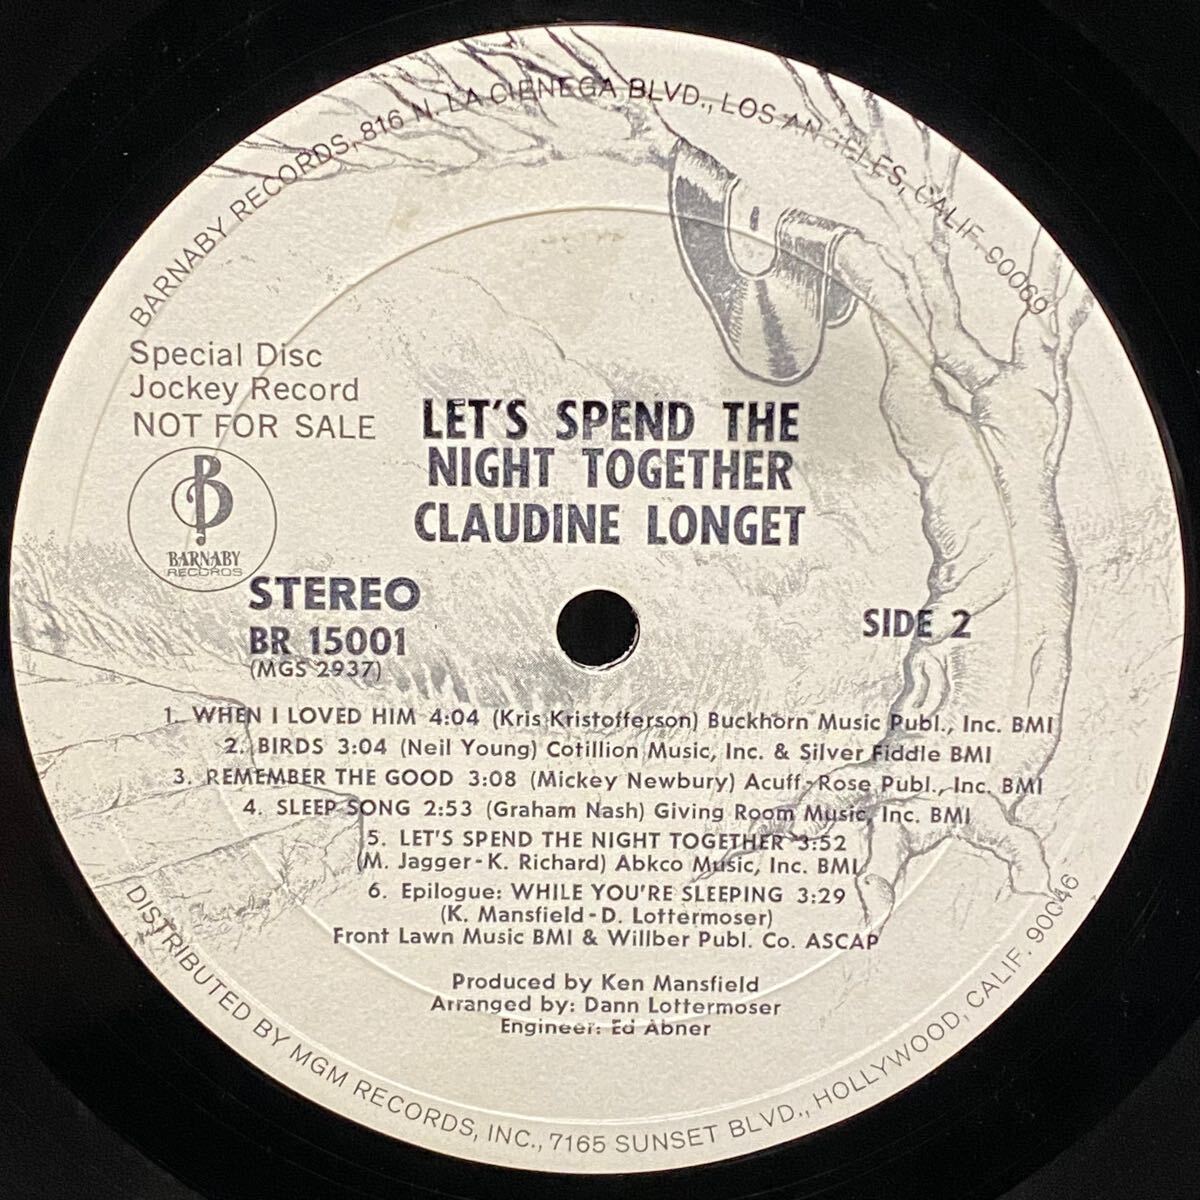 BARNABY RECORDS, 816 N. LA CIENEGA BLVD., LOS ANGELES, CALIF. 90069
Special Disc
Jockey Record
NOT FOR SALE
LET'S SPEND THE
NIGHT TOGETHER
CLAUDINE LONGET
B
BARNABY
RECORDS
STEREO
BR 15001
(MGS 2937)
SIDE 2
1. WHEN I LOVED HIM 4:04 (Kris Kristofferson) Buckhorn Music Publ., Inc. BMI
2. BIRDS 3:04 (Neil Young) Cotillion Music, Inc. & Silver Fiddle BMI
3. REMEMBER THE GOOD 3:08 (Mickey Newbury) Acuff-Rose Publ., Inc. BMI
4. SLEEP SONG 2:53 (Graham Nash) Giving Room Music, Inc. BMI
5. LET'S SPEND THE NIGHT TOGETHER 3:52
(M. Jagger-K. Richard) Abkco Music, Inc. BMI
6. Epilogue: WHILE YOU'RE SLEEPING 3:29
(K. Mansfield-D. Lottermoser)
Front Lawn Music BMI & Willber Publ. Co. ASCAP
Produced by Ken Mansfield
Arranged by: Dann Lottermoser
Engineer: Ed Abner
DISTRIBUTED BY MGM RECORDS, INC., 7165 SUNSET BLVD., HOLLYWOOD, CALIF. 90046